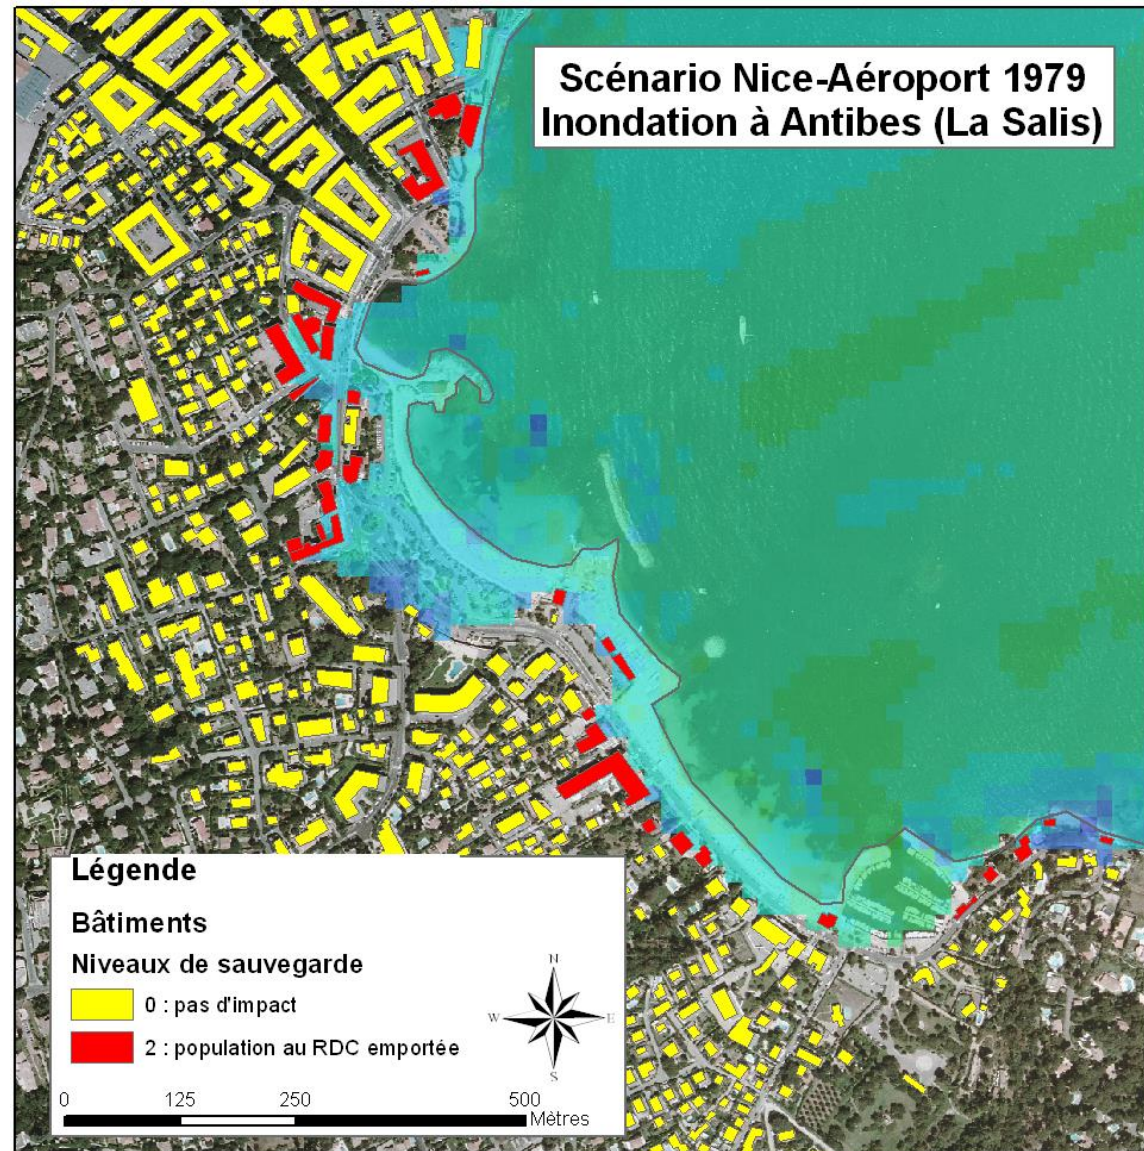 Scénario Nice-Aéroport 1979
Inondation à Antibes (La Salis)
Légende
Bâtiments
Niveaux de sauvegarde
0 : pas d'impact
2 : population au RDC emportée
N
W E
S
0 125 250 500
Mètres